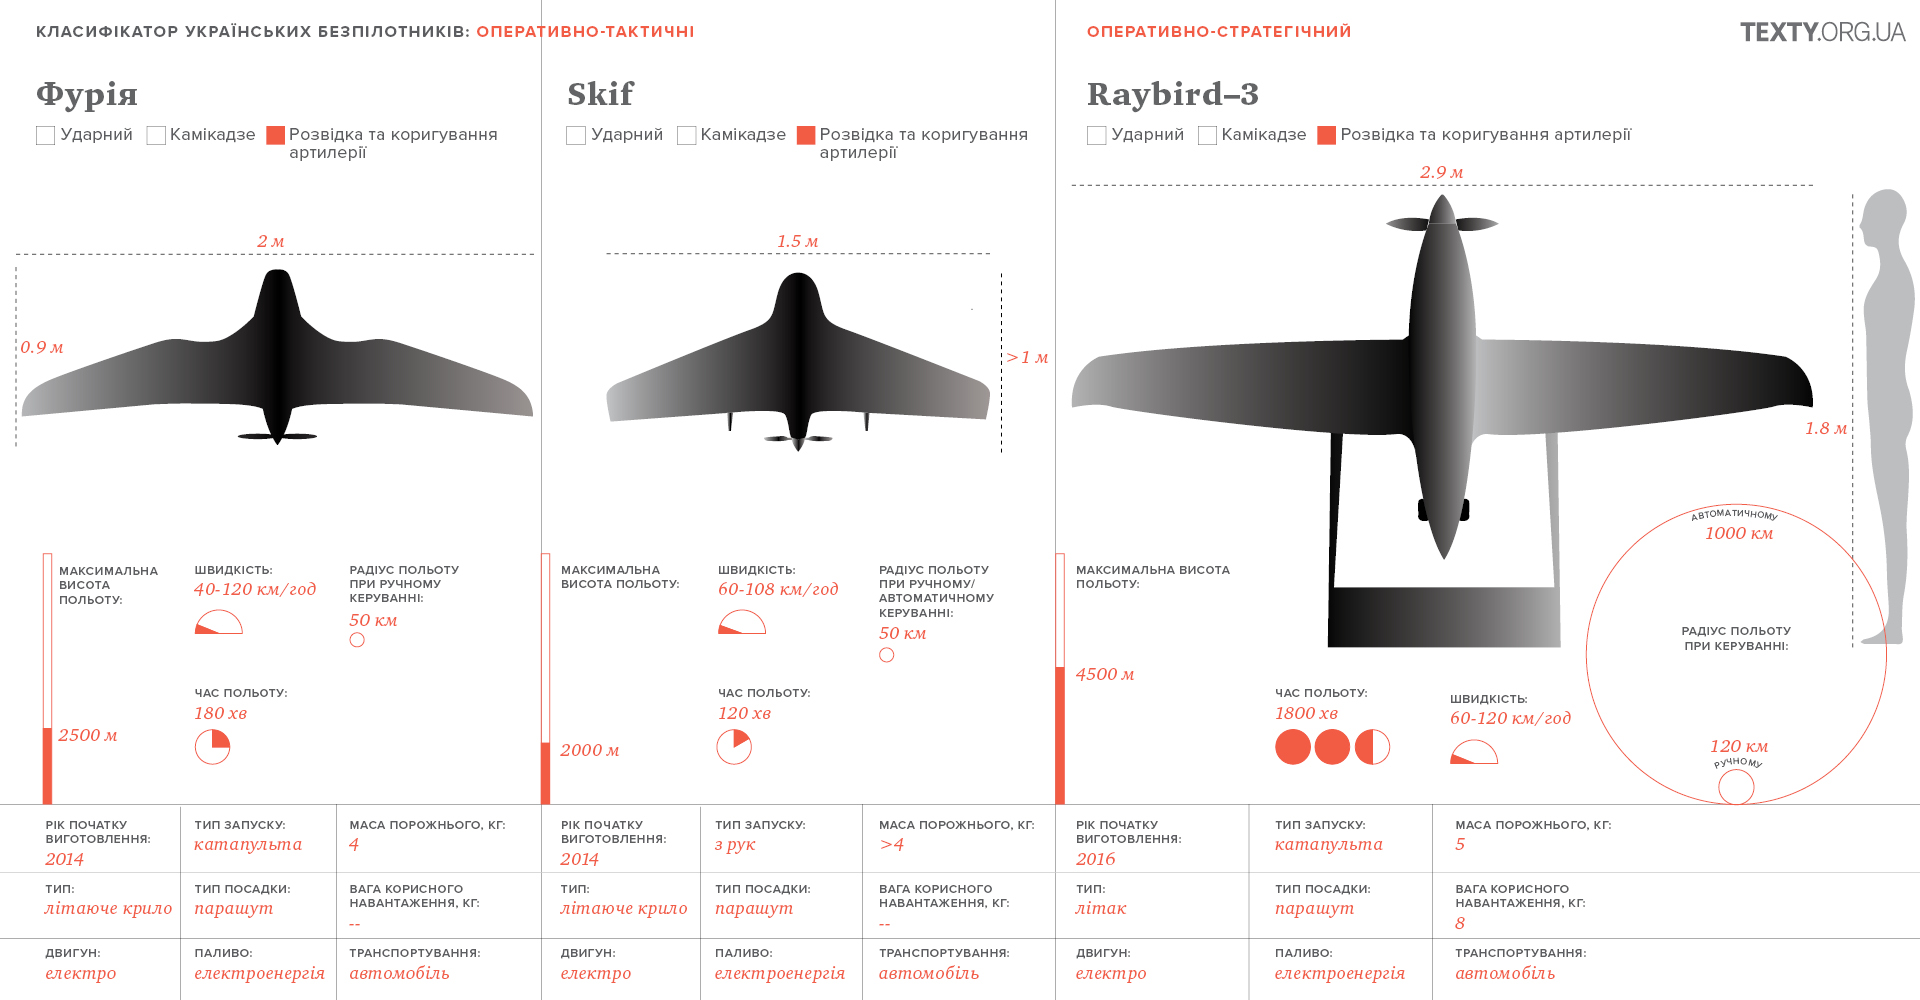 КЛАСИФІКАТОР УКРАЇНСЬКИХ БЕЗПІЛОТНИКІВ: ОПЕРАТИВНО-ТАКТИЧНІ
ОПЕРАТИВНО-СТРАТЕГІЧНИЙ
TEXTY.ORG.UA
Фурія
Ударний
Камікадзе
Розвідка та коригування
артилерії
2 м
0.9 м
МАКСИМАЛЬНА
ВИСОТА
ПОЛЬОТУ:
2500 м
ШВИДКІСТЬ:
40-120 км/год
РАДІУС ПОЛЬОТУ
ПРИ РУЧНОМУ
КЕРУВАННІ:
50 км
ЧАС ПОЛЬОТУ:
180 хв
РІК ПОЧАТКУ
ВИГОТОВЛЕННЯ:
2014
ТИП ЗАПУСКУ:
катапульта
МАСА ПОРОЖНЬОГО, КГ:
4
ТИП:
літаюче крило
ТИП ПОСАДКИ:
парашут
ВАГА КОРИСНОГО
НАВАНТАЖЕННЯ, КГ:
--
ДВИГУН:
електро
ПАЛИВО:
електроенергія
ТРАНСПОРТУВАННЯ:
автомобіль
Skif
Ударний
Камікадзе
Розвідка та коригування
артилерії
1.5 м
>1 м
МАКСИМАЛЬНА
ВИСОТА ПОЛЬОТУ:
2000 м
ШВИДКІСТЬ:
60-108 км/год
РАДІУС ПОЛЬОТУ
ПРИ РУЧНОМУ/
АВТОМАТИЧНОМУ
КЕРУВАННІ:
50 км
ЧАС ПОЛЬОТУ:
120 хв
РІК ПОЧАТКУ
ВИГОТОВЛЕННЯ:
2014
ТИП ЗАПУСКУ:
з рук
МАСА ПОРОЖНЬОГО, КГ:
>4
ТИП:
літаюче крило
ТИП ПОСАДКИ:
парашут
ВАГА КОРИСНОГО
НАВАНТАЖЕННЯ, КГ:
--
ДВИГУН:
електро
ПАЛИВО:
електроенергія
ТРАНСПОРТУВАННЯ:
автомобіль
Raybird–3
Ударний
Камікадзе
Розвідка та коригування артилерії
2.9 м
1.8 м
МАКСИМАЛЬНА ВИСОТА
ПОЛЬОТУ:
4500 м
ЧАС ПОЛЬОТУ:
1800 хв
ШВИДКІСТЬ:
60-120 км/год
АВТОМАТИЧНОМУ
1000 км
РАДІУС ПОЛЬОТУ
ПРИ КЕРУВАННІ:
120 км
РУЧНОМУ
РІК ПОЧАТКУ
ВИГОТОВЛЕННЯ:
2016
ТИП ЗАПУСКУ:
катапульта
МАСА ПОРОЖНЬОГО, КГ:
5
ТИП:
літак
ТИП ПОСАДКИ:
парашут
ВАГА КОРИСНОГО
НАВАНТАЖЕННЯ, КГ:
8
ДВИГУН:
електро
ПАЛИВО:
електроенергія
ТРАНСПОРТУВАННЯ:
автомобіль